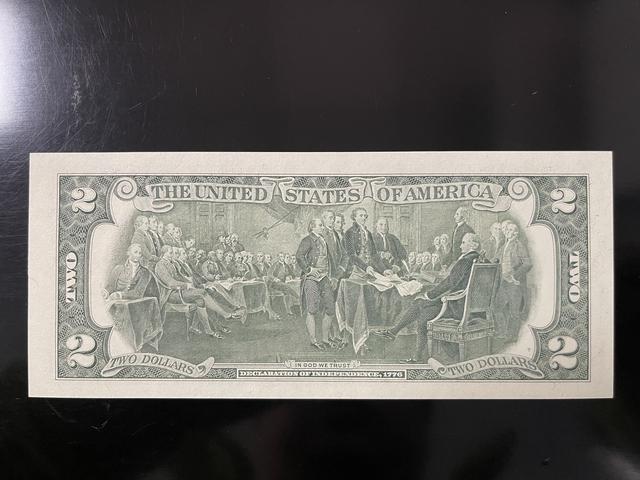 THE UNITED STATES OF AMERICA
2
2
TWO
TWO
2
2
TWO DOLLARS
IN GOD WE TRUST
TWO DOLLARS
DECLARATION OF INDEPENDENCE, 1776